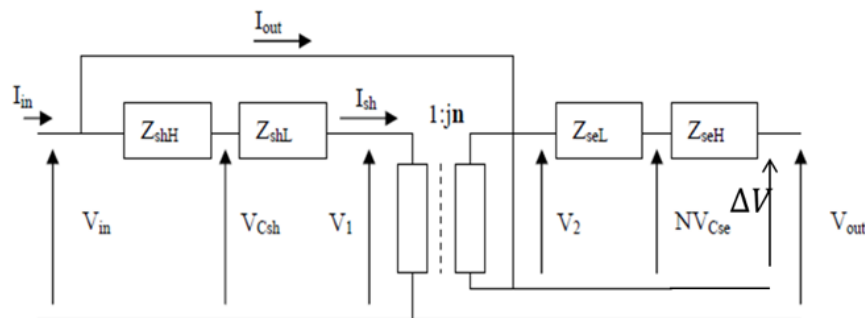 I_out
I_in
Z_shH
Z_shL
I_sh
1:jn
Z_seL
Z_seH
V_in
V_Csh
V_1
V_2
NV_Cse
ΔV
V_out